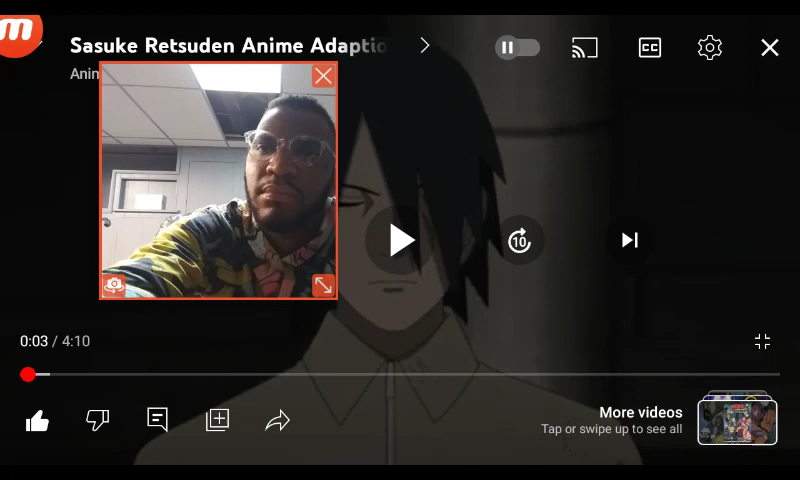 m
Sasuke Retsuden Anime Adaptio
CC
Anim
10
0:03 / 4:10
More videos
Tap or swipe up to see all